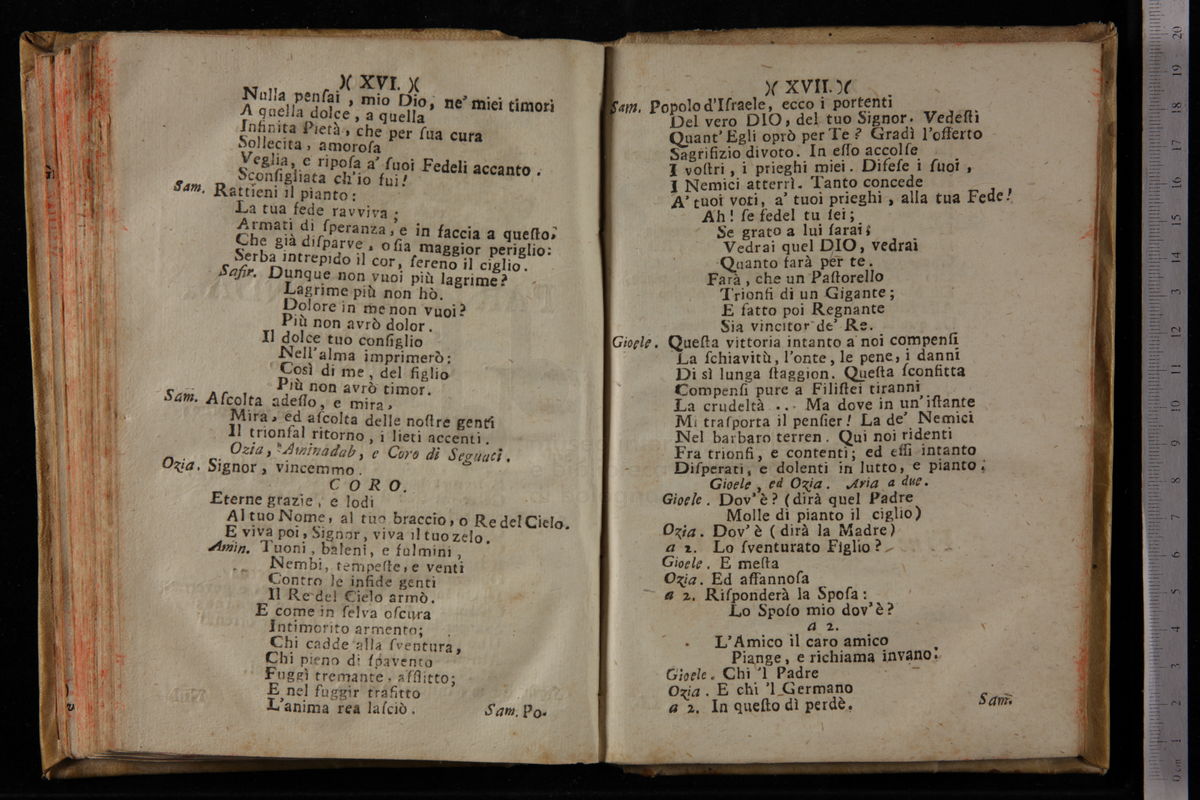 )( XVI. )(
Nulla penſai, mio Dio, ne' miei timori
A quella dolce, a quella
Infinita Pietà, che per ſua cura
Sollecita, amoroſa
Veglia, e ripoſa a' ſuoi Fedeli accanto.
Sconſigliata ch'io fui!
Sam. Rattieni il pianto:
La tua fede ravviva;
Armati di ſperanza, e in faccia a queſto,
Che già diſparve, oſia maggior periglio:
Serba intrepido il cor, ſereno il ciglio.
Safir. Dunque non vuoi più lagrime?
Lagrime più non hò.
Dolore in me non vuoi?
Più non avrò dolor.
Il dolce tuo conſiglio
Nell'alma imprimerò:
Così di me, del figlio
Più non avrò timor.
Sam. Aſcolta adeſſo, e mira,
Mira, ed aſcolta delle noſtre genti
Il trionfal ritorno, i lieti accenti.
Ozia, Aminadab, e Coro di Seguaci.
Ozia. Signor, vincemmo.
CORO.
Eterne grazie, e lodi
Al tuo Nome, al tuo braccio, o Re del Cielo.
E viva poi, Signor, viva il tuo zelo.
Amin. Tuoni, baleni, e fulmini,
Nembi, tempeſte, e venti
Contro le infide genti
Il Re del Cielo armò.
E come in ſelva oſcura
Intimorito armento;
Chi cadde alla ſventura,
Chi pieno di ſpavento
Fuggì tremante, afflitto;
E nel fuggir trafitto
L'anima rea laſciò.
Sam. Po-
)( XVII. )(
Sam. Popolo d'Iſraele, ecco i portenti
Del vero DIO, del tuo Signor. Vedeſti
Quant' Egli oprò per Te? Gradì l'offerto
Sagrifizio divoto. In eſſo accolſe
I voſtri, i prieghi miei. Difeſe i ſuoi,
I Nemici atterrì. Tanto concede
A' tuoi voti, a' tuoi prieghi, alla tua Fede!
Ah! ſe fedel tu ſei;
Se grato a lui ſarai;
Vedrai quel DIO, vedrai
Quanto farà per te.
Farà, che un Paſtorello
Trionfi di un Gigante;
E fatto poi Regnante
Sia vincitor de' Re.
Gioele. Queſta vittoria intanto a noi compenſi
La ſchiavitù, l'onte, le pene, i danni
Di sì lunga ſtaggion. Queſta ſconfitta
Compenſi pure a Filiſtei tiranni
La crudeltà ... Ma dove in un'iſtante
Mi traſporta il penſier! La de' Nemici
Nel barbaro terren. Qui noi ridenti
Fra trionfi, e contenti; ed eſſi intanto
Diſperati, e dolenti in lutto, e pianto.
Gioele, ed Ozia. Aria a due.
Gioele. Dov'è? (dirà quel Padre
Molle di pianto il ciglio)
Ozia. Dov'è (dirà la Madre)
a 2. Lo ſventurato Figlio?
Gioele. E meſta
Ozia. Ed affannoſa
a 2. Riſponderà la Spoſa:
Lo Spoſo mio dov'è?
a 2.
L'Amico il caro amico
Piange, e richiama invano:
Gioele. Chi 'l Padre
Ozia. E chi 'l Germano
a 2. In queſto dì perdè.
Sam.